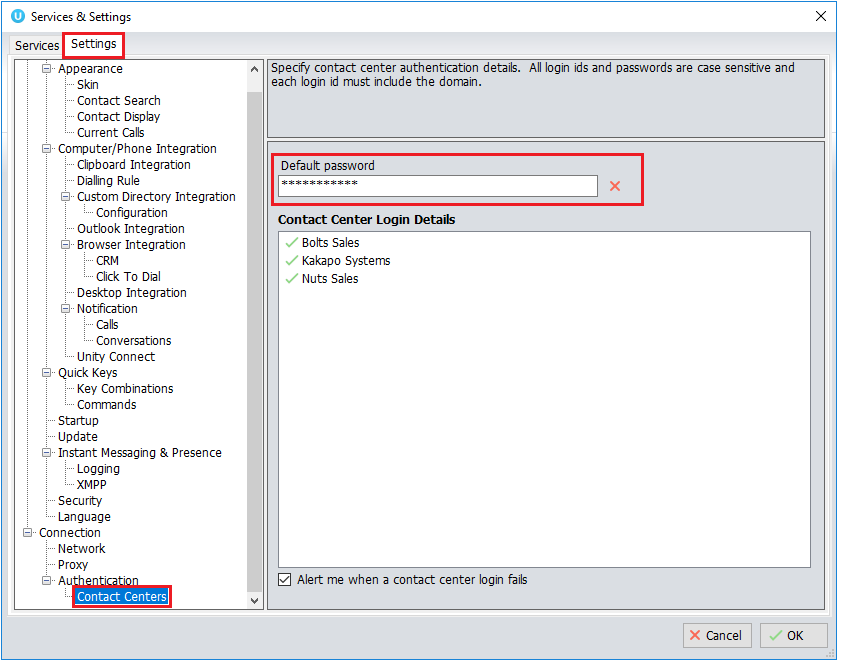 Services & Settings
Services
Settings
Appearance
Skin
Contact Search
Contact Display
Current Calls
Computer/Phone Integration
Clipboard Integration
Dialling Rule
Custom Directory Integration
Configuration
Outlook Integration
Browser Integration
CRM
Click To Dial
Desktop Integration
Notification
Calls
Conversations
Unity Connect
Quick Keys
Key Combinations
Commands
Startup
Update
Instant Messaging & Presence
Logging
XMPP
Security
Language
Connection
Network
Proxy
Authentication
Contact Centers
Specify contact center authentication details.  All login ids and passwords are case sensitive and
each login id must include the domain.
Default password
***********
Contact Center Login Details
Bolts Sales
Kakapo Systems
Nuts Sales
Alert me when a contact center login fails
Cancel
OK